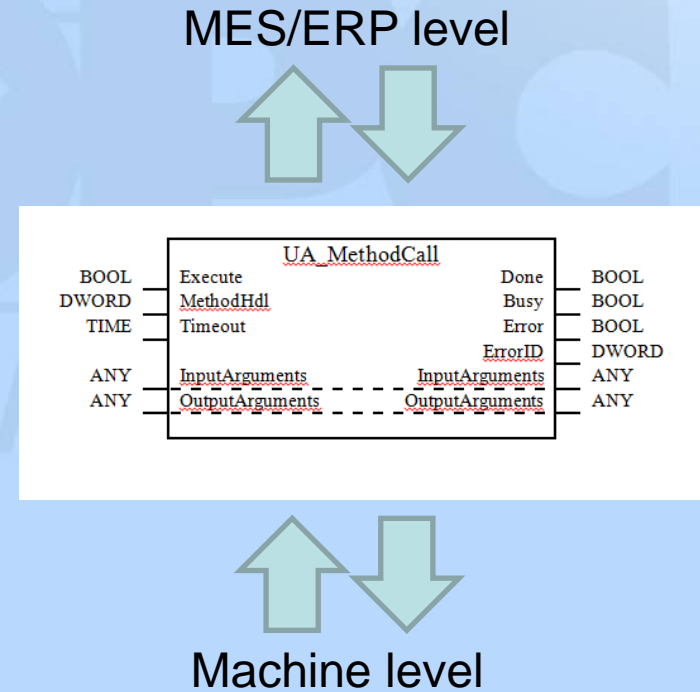 MES/ERP level
UA_MethodCall
BOOL Execute Done BOOL
DWORD MethodHdl Busy BOOL
TIME Timeout Error BOOL
ErrorID DWORD
ANY InputArguments InputArguments ANY
ANY OutputArguments OutputArguments ANY
Machine level